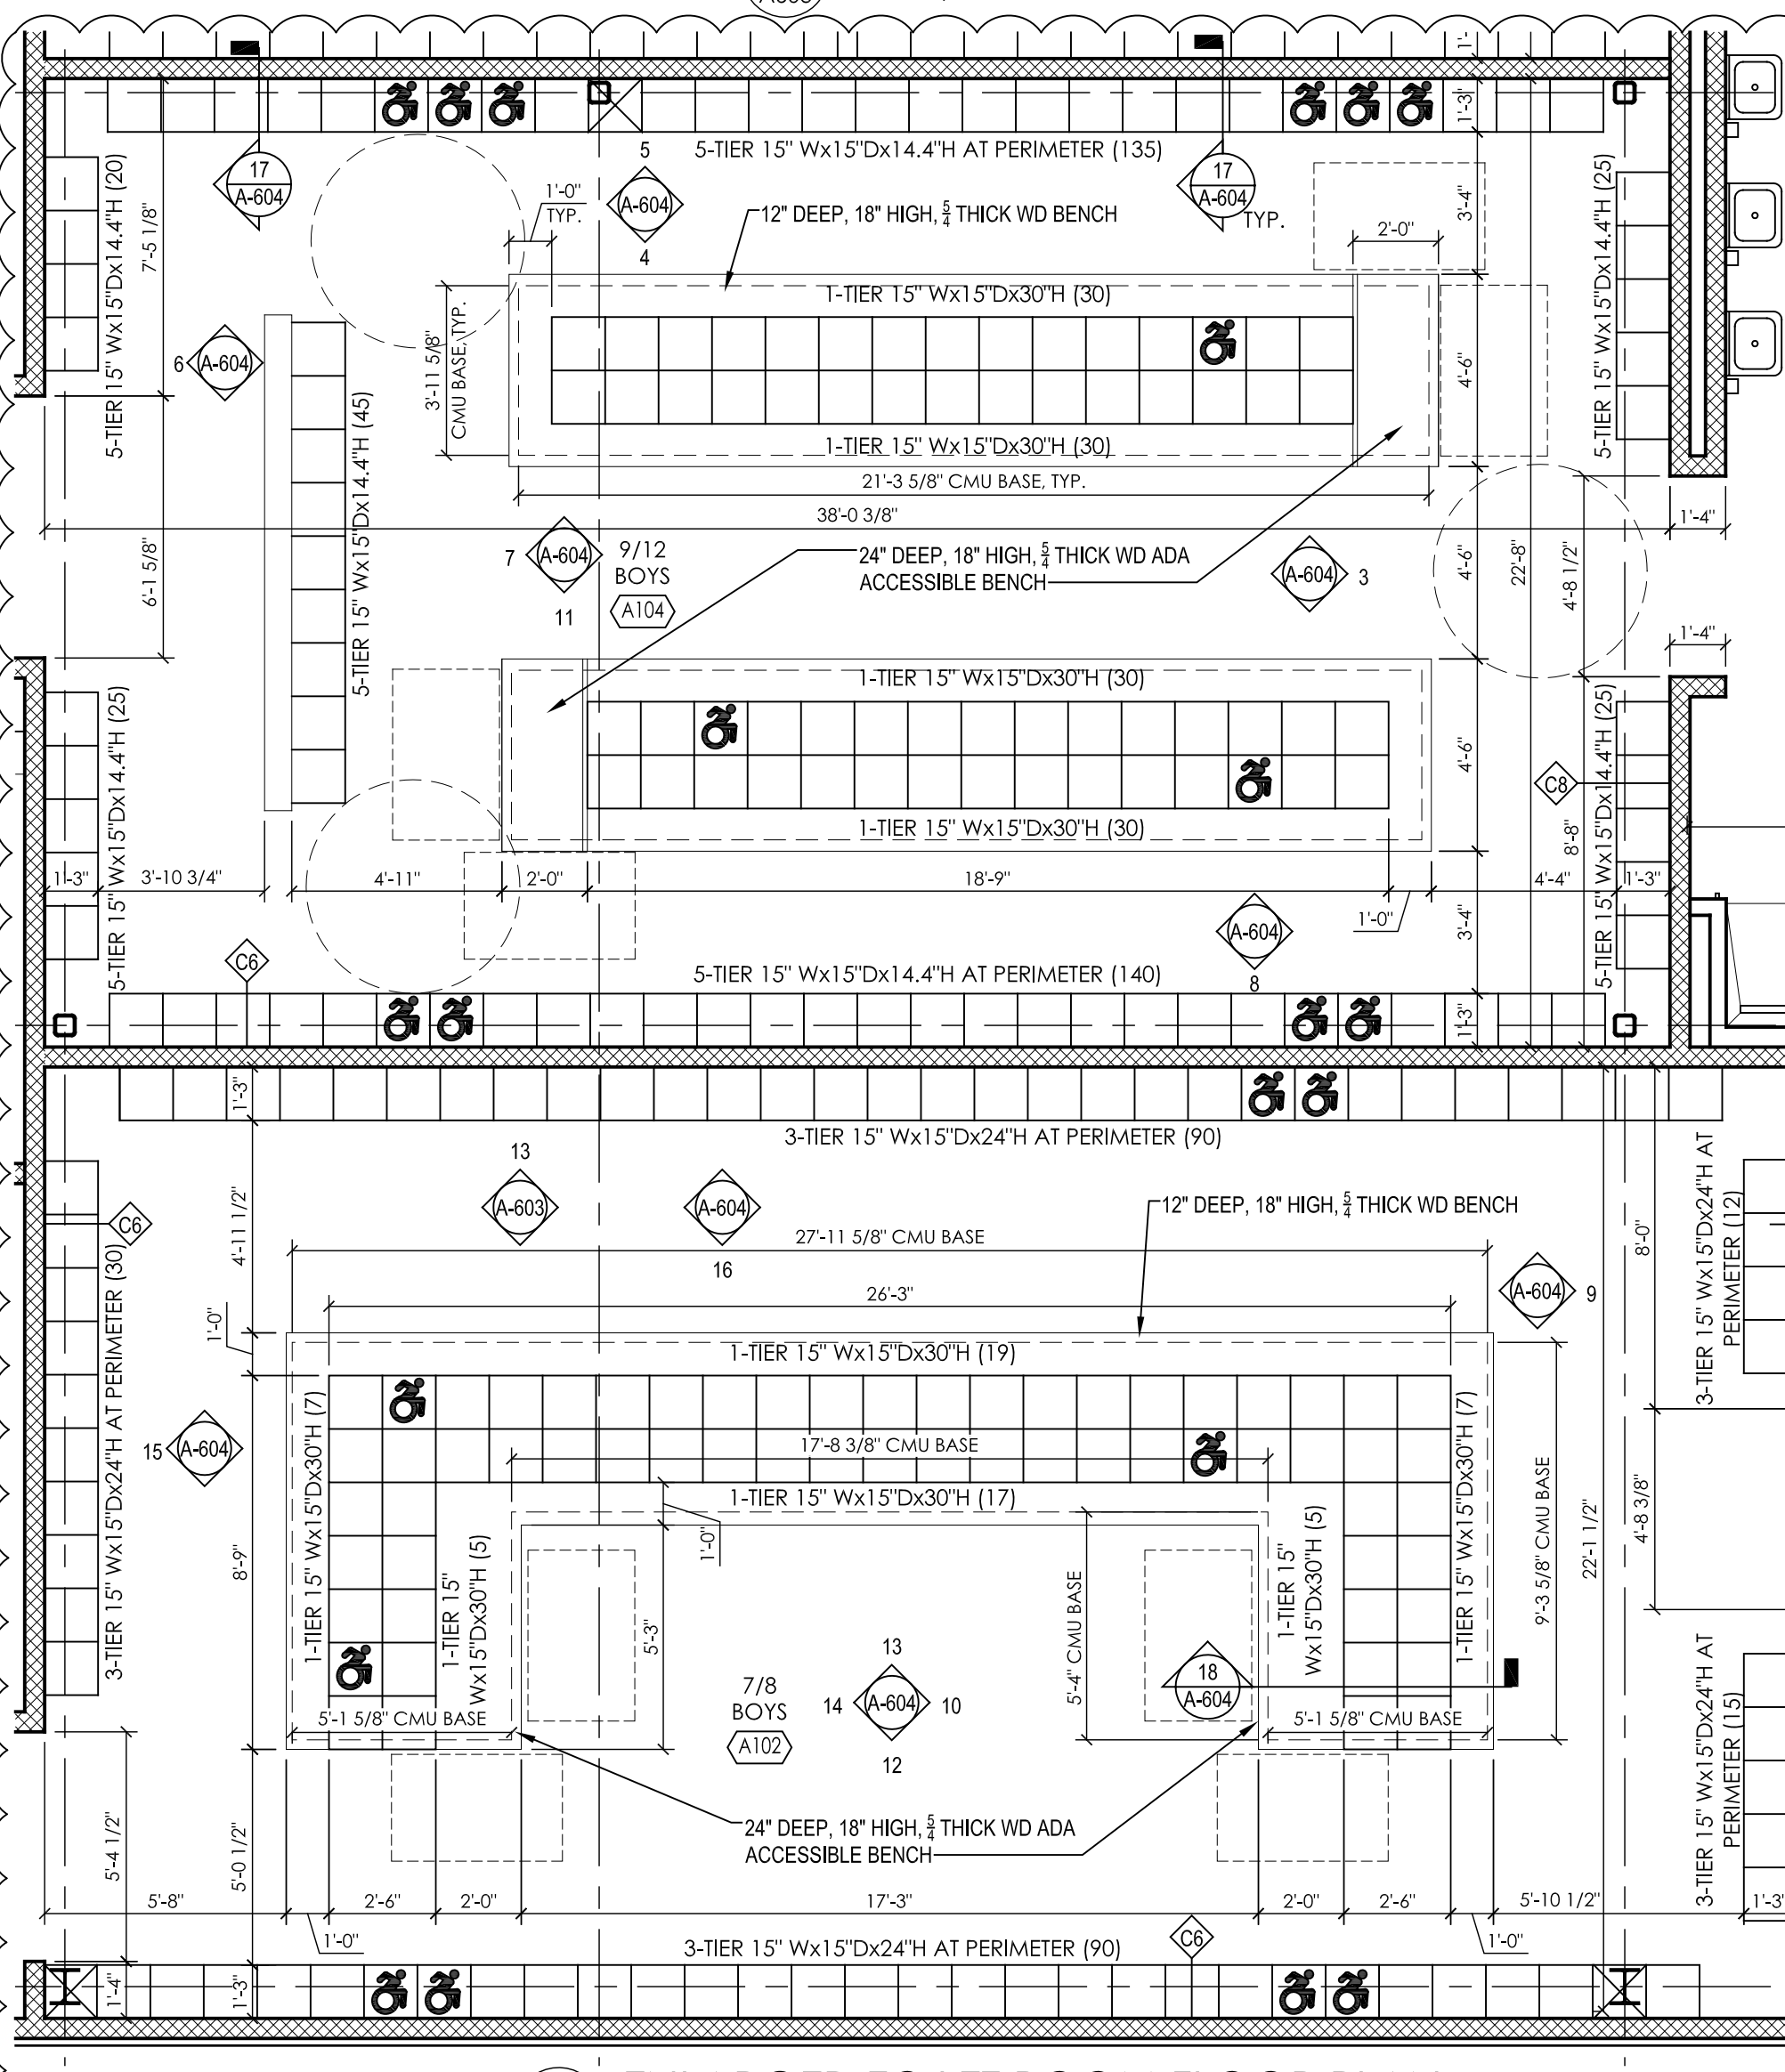 1'-3"
5-TIER 15" Wx15"Dx14.4"H AT PERIMETER (135)
5
A-604
4
17
A-604
17
A-604
TYP.
5-TIER 15" Wx15"Dx14.4"H (20)
7'-5 1/8"
1'-0"
TYP.
12" DEEP, 18" HIGH, 5/4 THICK WD BENCH
2'-0"
3'-4"
5-TIER 15" Wx15"Dx14.4"H (25)
1-TIER 15" Wx15"Dx30"H (30)
3'-11 5/8"
CMU BASE, TYP.
6
A-604
4'-6"
5-TIER 15" Wx15"Dx14.4"H (45)
1-TIER 15" Wx15"Dx30"H (30)
21'-3 5/8" CMU BASE, TYP.
38'-0 3/8"
1'-4"
7
A-604
11
9/12
BOYS
A104
24" DEEP, 18" HIGH, 5/4 THICK WD ADA
ACCESSIBLE BENCH
A-604
3
4'-6"
22'-8"
4'-8 1/2"
6'-1 5/8"
1'-4"
1-TIER 15" Wx15"Dx30"H (30)
5-TIER 15" Wx15"Dx14.4"H (25)
4'-6"
C8
5-TIER 15" Wx15"Dx14.4"H (25)
1-TIER 15" Wx15"Dx30"H (30)
8'-8"
1'-3"
3'-10 3/4"
4'-11"
2'-0"
18'-9"
4'-4"
1'-3"
1'-0"
3'-4"
A-604
8
C6
5-TIER 15" Wx15"Dx14.4"H AT PERIMETER (140)
1'-3"
1'-3"
3-TIER 15" Wx15"Dx24"H AT PERIMETER (90)
13
A-603
A-604
16
C6
4'-11 1/2"
12" DEEP, 18" HIGH, 5/4 THICK WD BENCH
27'-11 5/8" CMU BASE
8'-0"
3-TIER 15" Wx15"Dx24"H AT
PERIMETER (12)
A-604
9
26'-3"
1'-0"
3-TIER 15" Wx15"Dx24"H AT PERIMETER (30)
1-TIER 15" Wx15"Dx30"H (19)
15
A-604
1-TIER 15" Wx15"Dx30"H (7)
17'-8 3/8" CMU BASE
1-TIER 15" Wx15"Dx30"H (7)
1-TIER 15" Wx15"Dx30"H (17)
1'-0"
8'-9"
1-TIER 15"
Wx15"Dx30"H (5)
5'-3"
5'-4" CMU BASE
1-TIER 15"
Wx15"Dx30"H (5)
9'-3 5/8" CMU BASE
22'-1 1/2"
4'-8 3/8"
7/8
BOYS
A102
13
14
A-604
10
12
18
A-604
5'-1 5/8" CMU BASE
5'-1 5/8" CMU BASE
3-TIER 15" Wx15"Dx24"H AT
PERIMETER (15)
24" DEEP, 18" HIGH, 5/4 THICK WD ADA
ACCESSIBLE BENCH
5'-4 1/2"
5'-0 1/2"
5'-8"
2'-6"
2'-0"
17'-3"
2'-0"
2'-6"
5'-10 1/2"
1'-3"
1'-0"
1'-0"
3-TIER 15" Wx15"Dx24"H AT PERIMETER (90)
C6
1'-4"
1'-3"